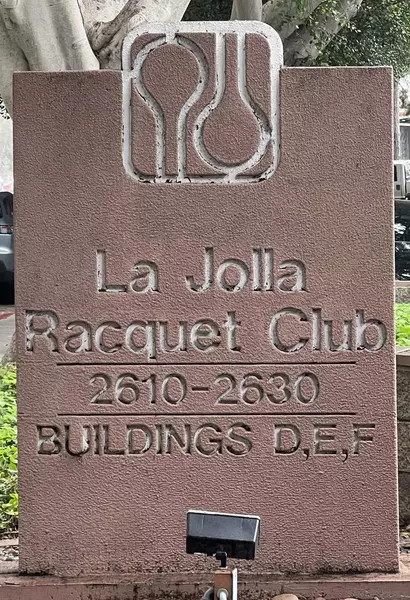 La Jolla
Racquet Club
2610-2630
BUILDINGS D,E,F